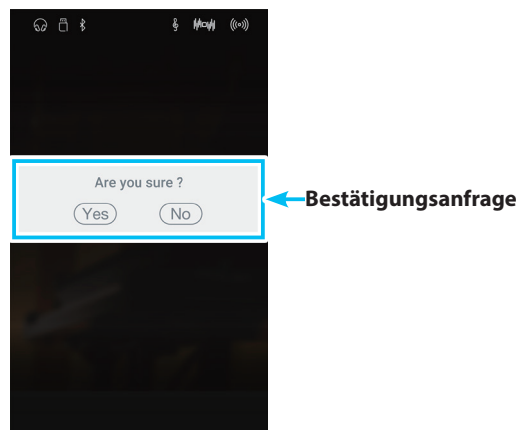 Are you sure ?
Yes No
Bestätigungsanfrage